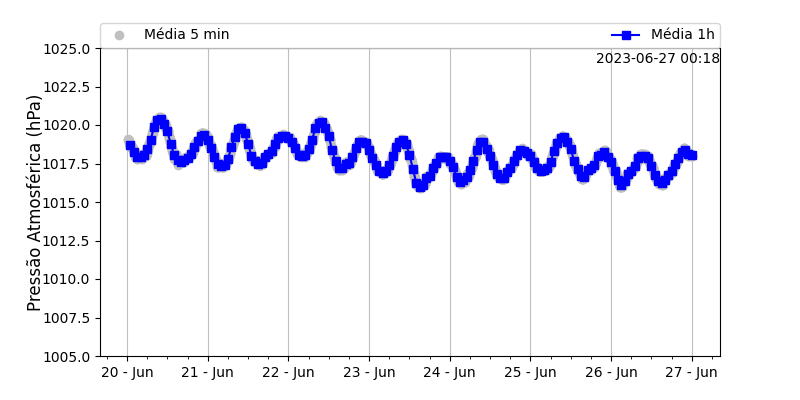 Média 5 min
Média 1h
2023-06-27 00:18
Pressão Atmosférica (hPa)
1025.0
1022.5
1020.0
1017.5
1015.0
1012.5
1010.0
1007.5
1005.0
20 - Jun
21 - Jun
22 - Jun
23 - Jun
24 - Jun
25 - Jun
26 - Jun
27 - Jun